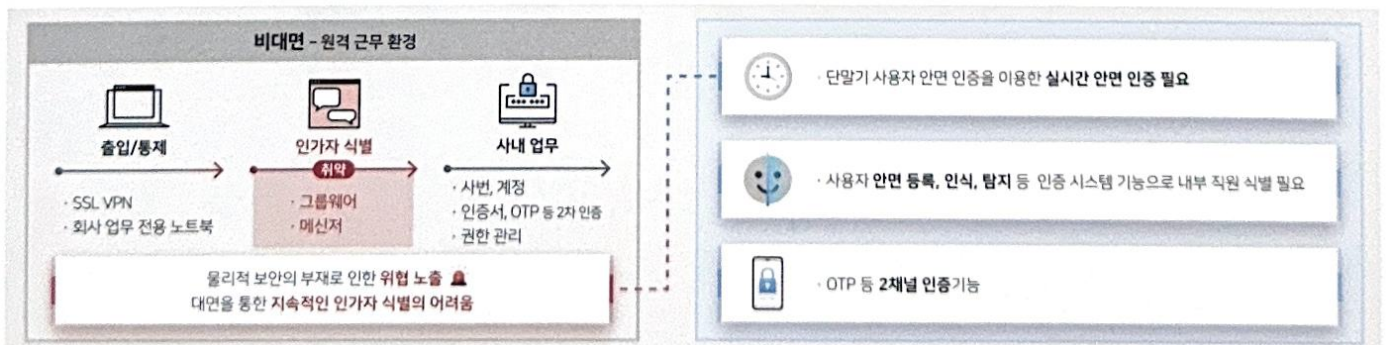 비대면 – 원격 근무 환경
출입/통제
· SSL VPN
· 회사 업무 전용 노트북
인가자 식별
취약
· 그룹웨어
· 메신저
사내 업무
· 사번, 계정
· 인증서, OTP 등 2차 인증
· 권한 관리
물리적 보안의 부재로 인한 위협 노출
대면을 통한 지속적인 인가자 식별의 어려움
· 단말기 사용자 안면 인증을 이용한 실시간 안면 인증 필요
· 사용자 안면 등록, 인식, 탐지 등 인증 시스템 기능으로 내부 직원 식별 필요
· OTP 등 2채널 인증기능